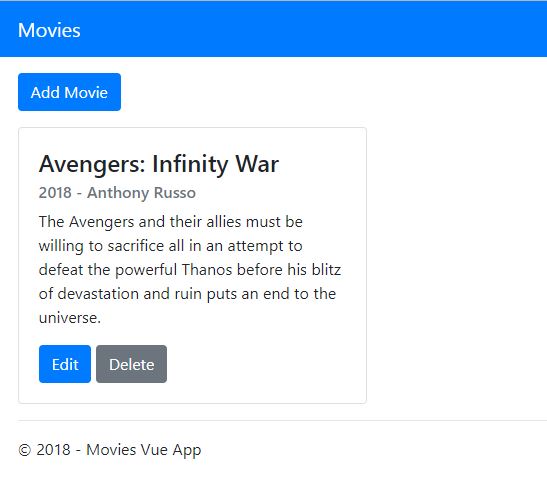 Movies
Add Movie
Avengers: Infinity War
2018 - Anthony Russo
The Avengers and their allies must be
willing to sacrifice all in an attempt to
defeat the powerful Thanos before his blitz
of devastation and ruin puts an end to the
universe.
Edit Delete
© 2018 - Movies Vue App